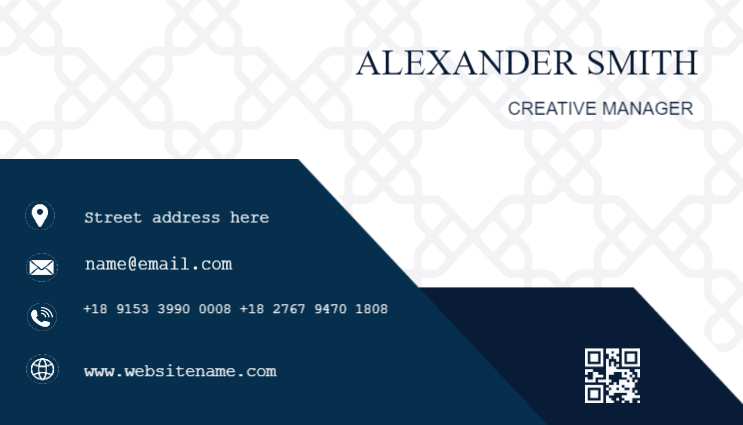 ALEXANDER SMITH
CREATIVE MANAGER
Street address here
name@email.com
+18 9153 3990 0008 +18 2767 9470 1808
www.websitename.com